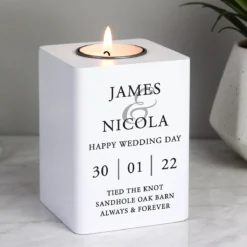 JAMES
&
NICOLA
HAPPY WEDDING DAY
30 | 01 | 22
TIED THE KNOT
SANDHOLE OAK BARN
ALWAYS & FOREVER